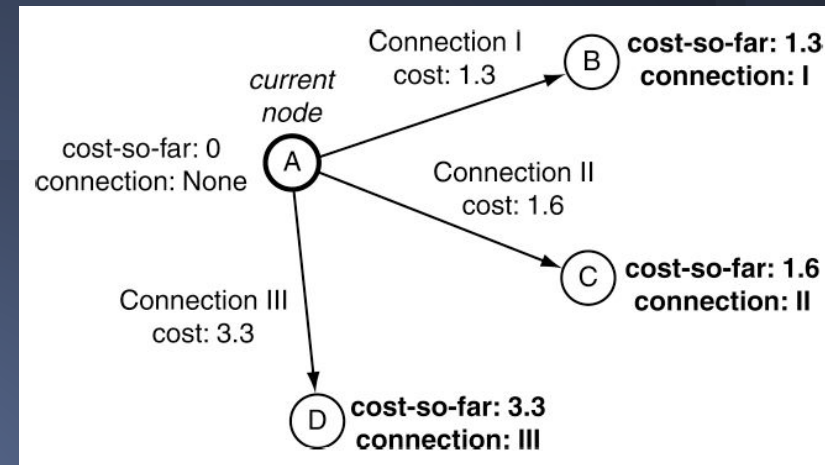 Connection I
cost: 1.3
B
cost-so-far: 1.3
connection: I
current
node
cost-so-far: 0
connection: None
A
Connection II
cost: 1.6
C
cost-so-far: 1.6
connection: II
Connection III
cost: 3.3
D
cost-so-far: 3.3
connection: III